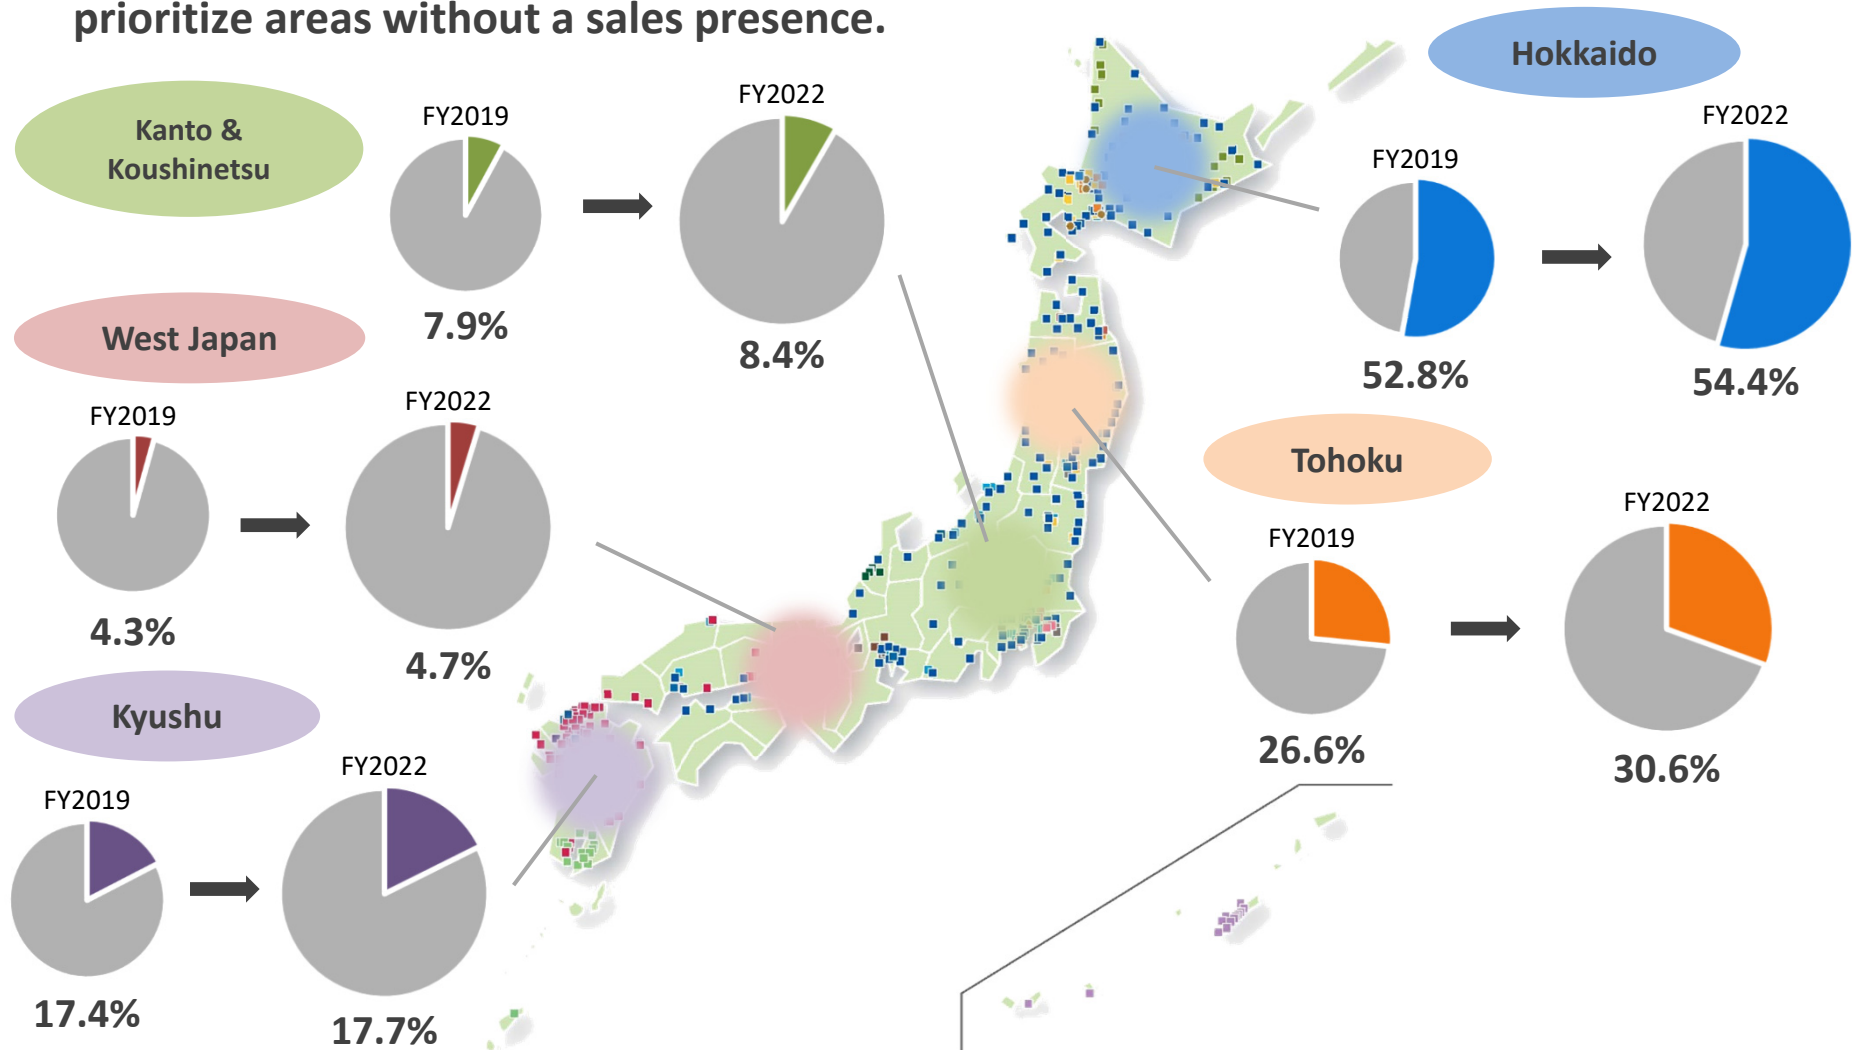 prioritize areas without a sales presence.
Kanto &
Koushinetsu
FY2019
7.9%
FY2022
8.4%
Hokkaido
FY2019
52.8%
FY2022
54.4%
West Japan
FY2019
4.3%
FY2022
4.7%
Tohoku
FY2019
26.6%
FY2022
30.6%
Kyushu
FY2019
17.4%
FY2022
17.7%